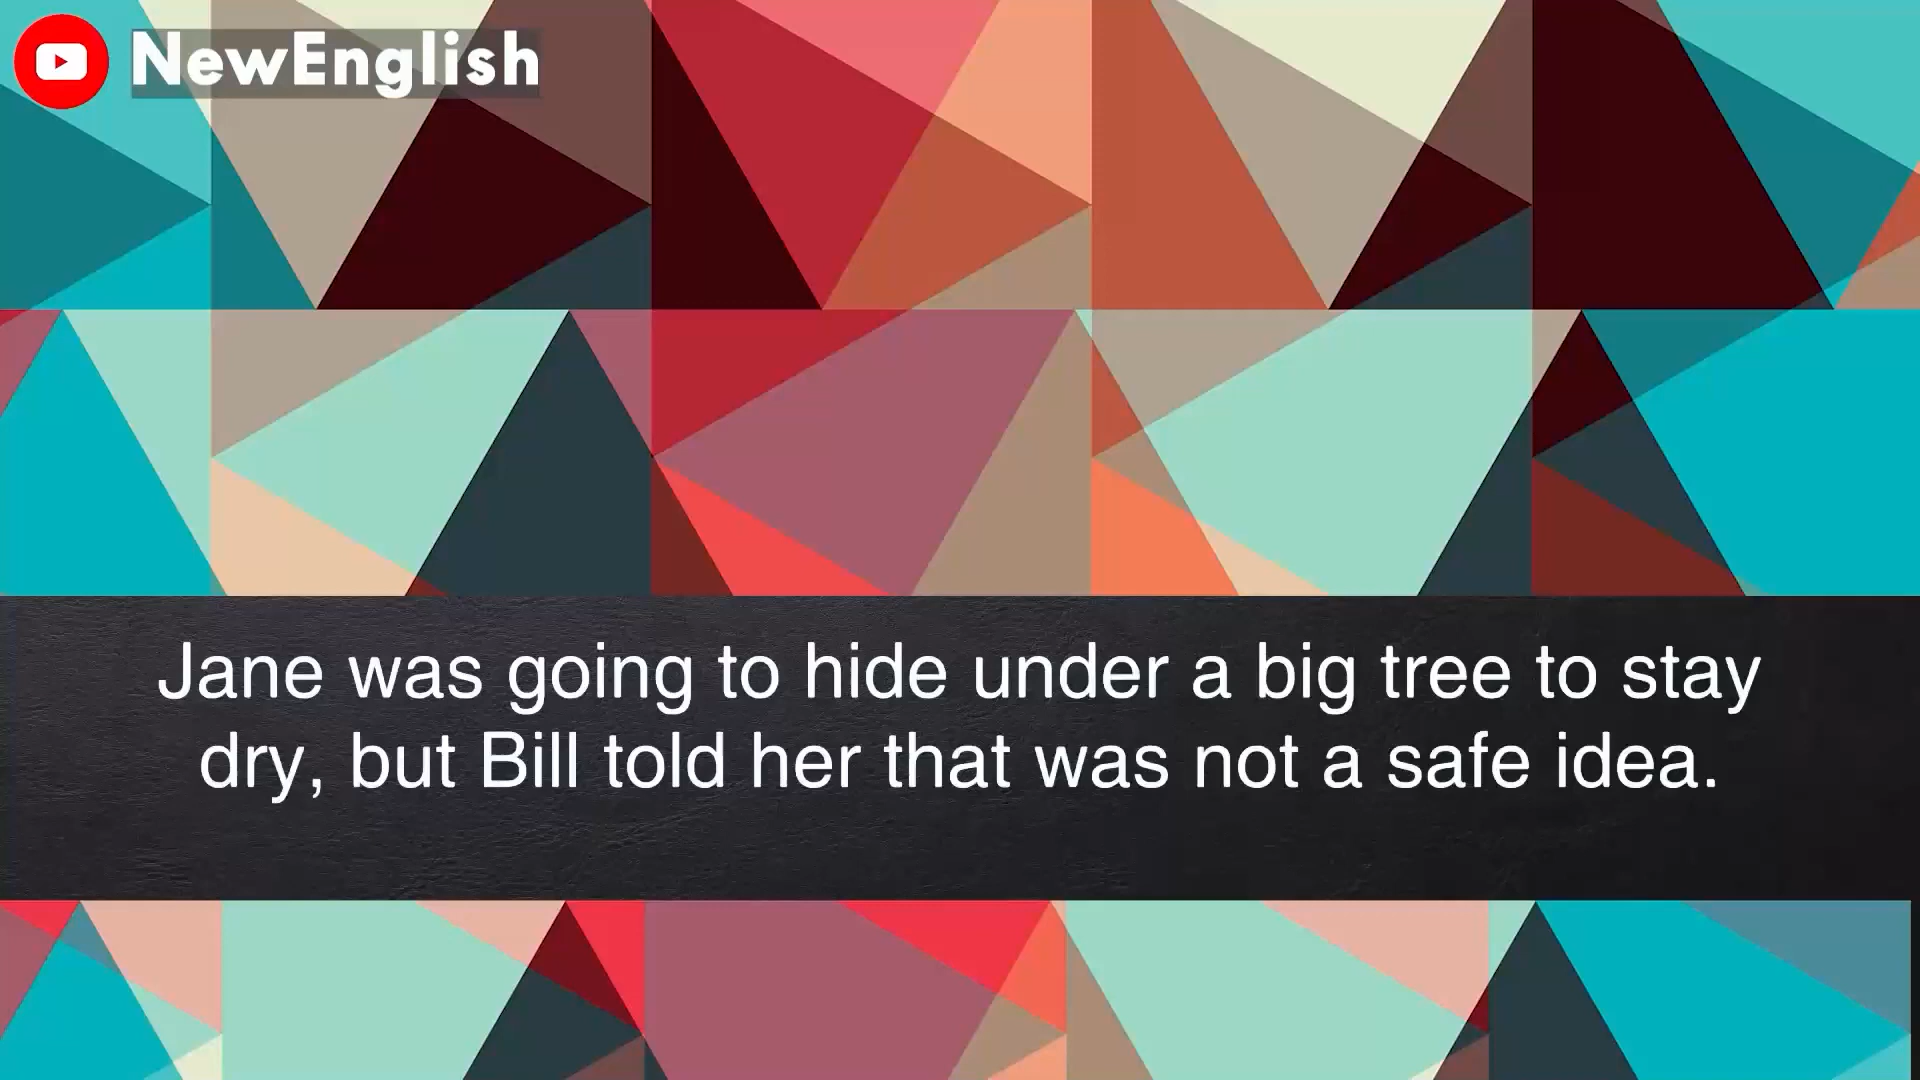 NewEnglish
Jane was going to hide under a big tree to stay
dry, but Bill told her that was not a safe idea.